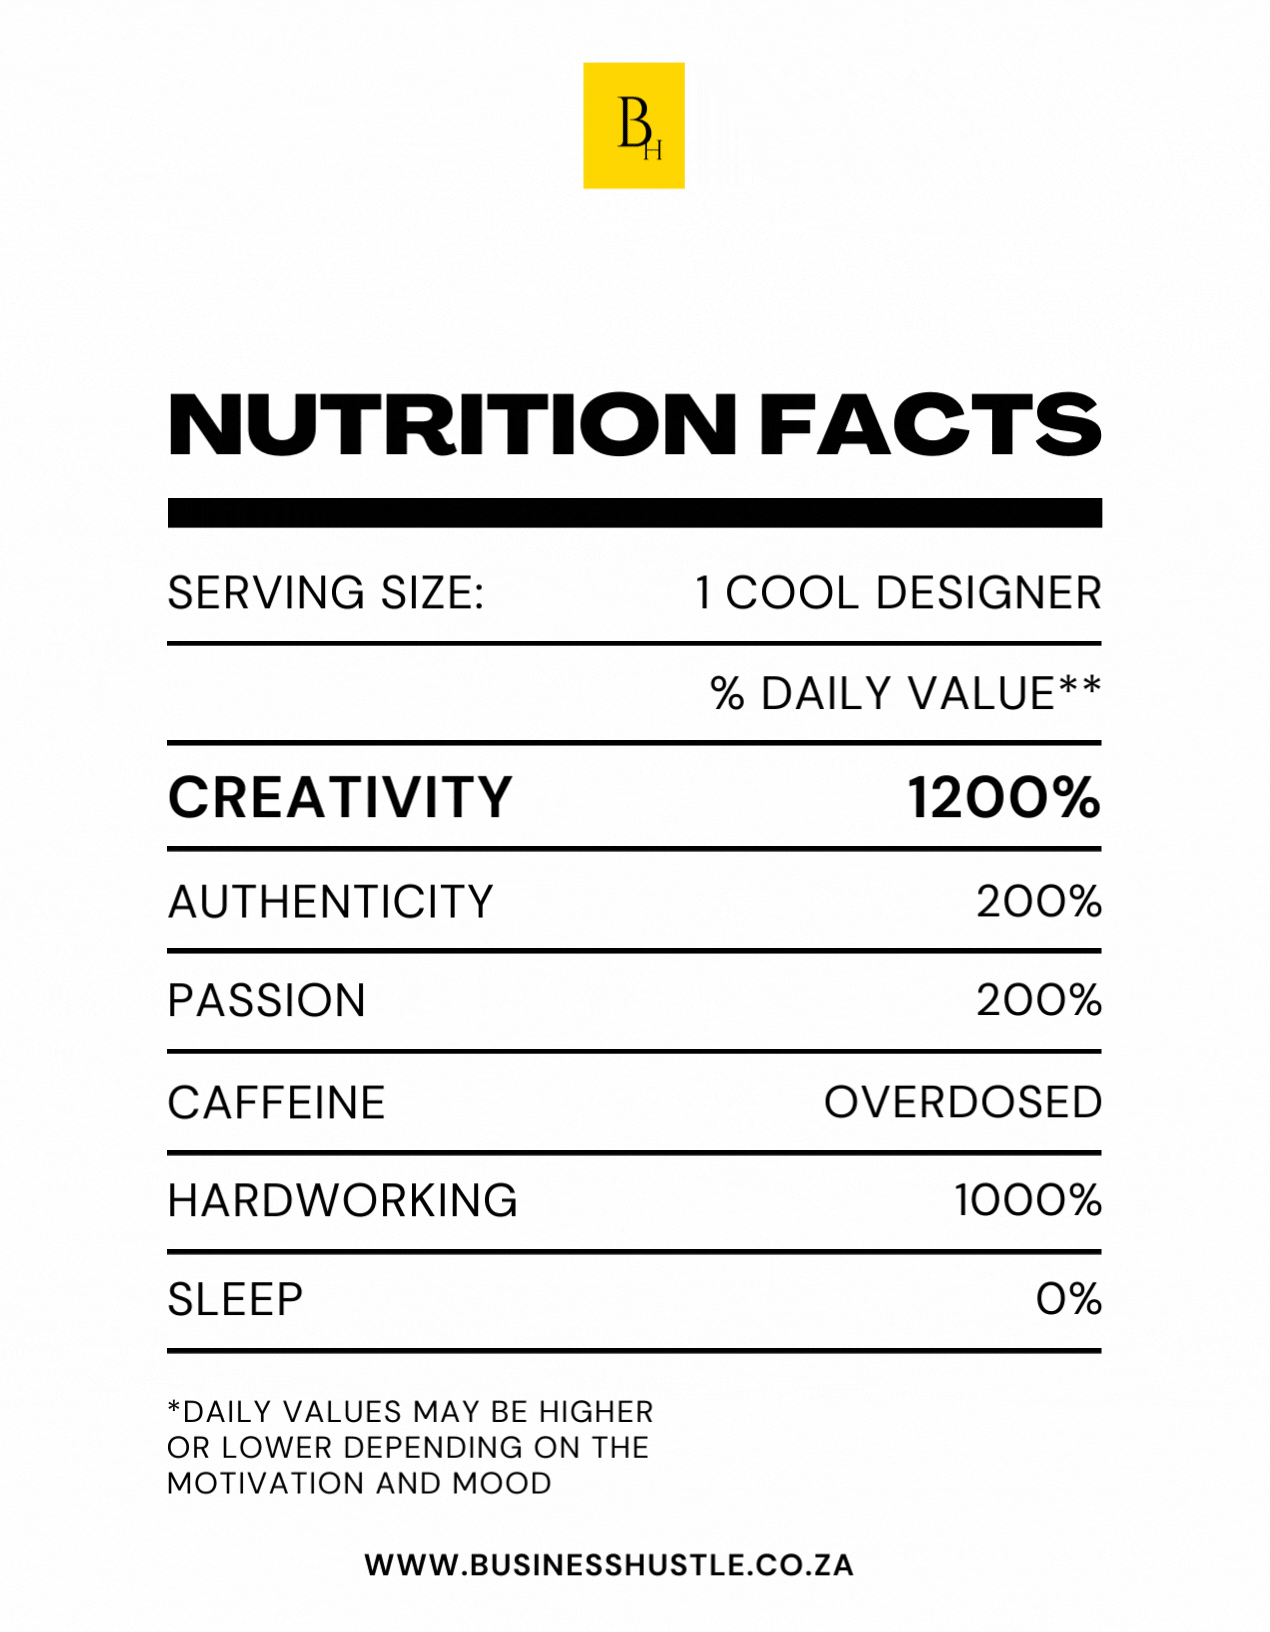 BH
NUTRITION FACTS
SERVING SIZE: 1 COOL DESIGNER
% DAILY VALUE**
CREATIVITY 1200%
AUTHENTICITY 200%
PASSION 200%
CAFFEINE OVERDOSED
HARDWORKING 1000%
SLEEP 0%
*DAILY VALUES MAY BE HIGHER
OR LOWER DEPENDING ON THE
MOTIVATION AND MOOD
WWW.BUSINESSHUSTLE.CO.ZA